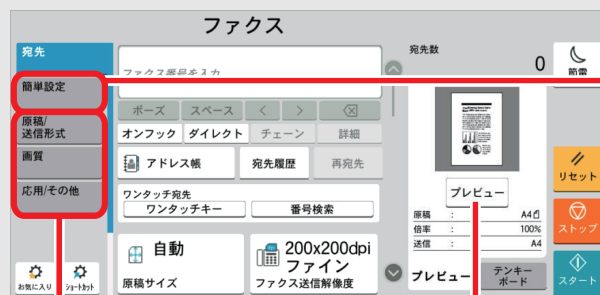 ファクス
宛先
簡単設定
原稿/
送信形式
画質
応用/その他
お気に入り
ショートカット
ファクス番号を入力
ポーズ
スペース
<
>
オンフック
ダイレクト
チェーン
詳細
アドレス帳
宛先履歴
再宛先
ワンタッチ宛先
ワンタッチキー
番号検索
自動
原稿サイズ
200x200dpi
ファイン
ファクス送信解像度
宛先数
0
プレビュー
原稿 : A4
倍率 : 100%
送信 : A4
プレビュー
テンキー
ボード
節電
リセット
ストップ
スタート